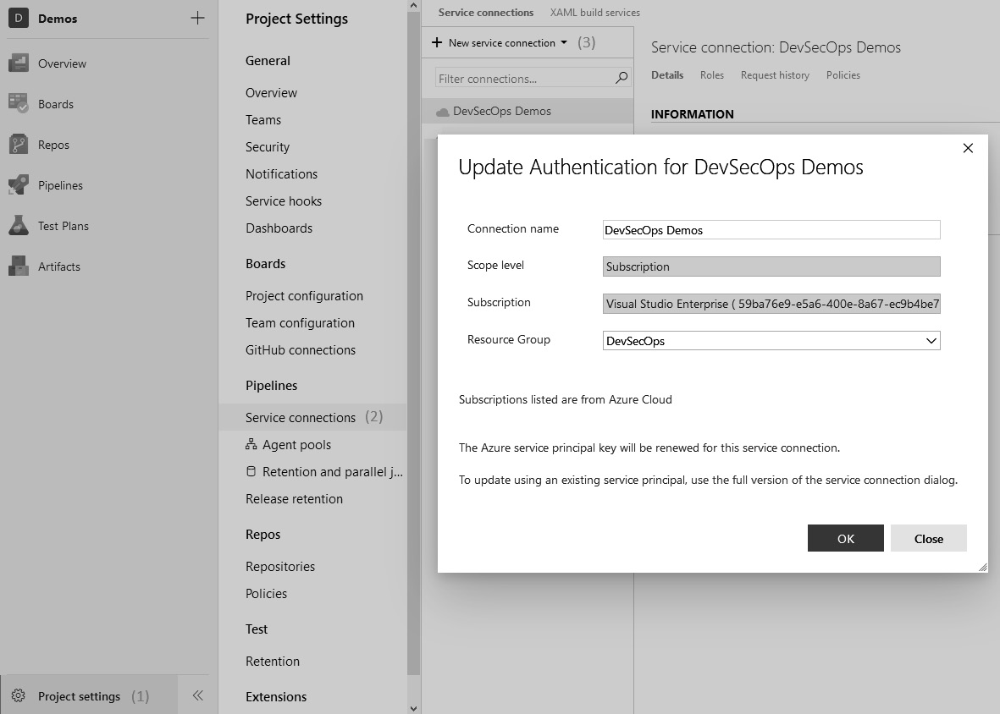 D Demos
Overview
Boards
Repos
Pipelines
Test Plans
Artifacts
Project settings (1)
Project Settings
General
Overview
Teams
Security
Notifications
Service hooks
Dashboards
Boards
Project configuration
Team configuration
GitHub connections
Pipelines
Service connections (2)
Agent pools
Retention and parallel j...
Release retention
Repos
Repositories
Policies
Test
Retention
Extensions
Service connections XAML build services
New service connection (3)
Filter connections...
DevSecOps Demos
Service connection: DevSecOps Demos
Details Roles Request history Policies
INFORMATION
Update Authentication for DevSecOps Demos
Connection name DevSecOps Demos
Scope level Subscription
Subscription Visual Studio Enterprise ( 59ba76e9-e5a6-400e-8a67-ec9b4be7
Resource Group DevSecOps
Subscriptions listed are from Azure Cloud
The Azure service principal key will be renewed for this service connection.
To update using an existing service principal, use the full version of the service connection dialog.
OK Close